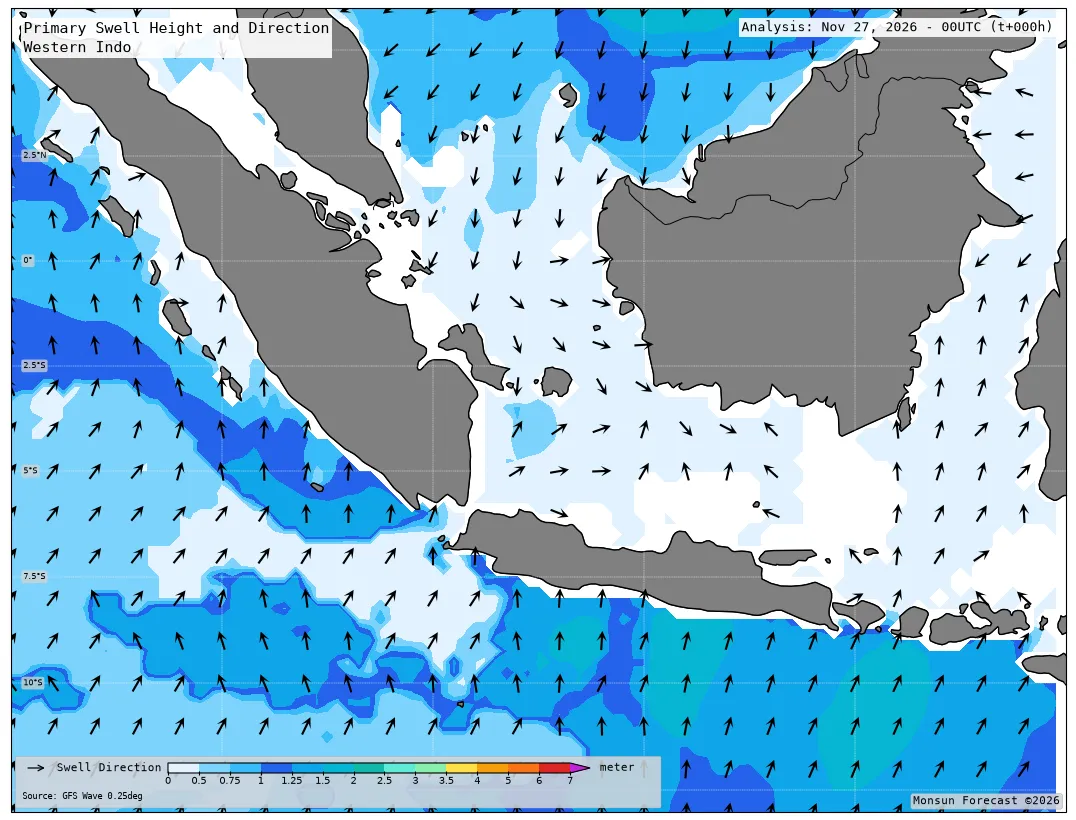 Primary Swell Height and Direction
Western Indo
Analysis: Nov 27, 2026 - 00UTC (t+000h)
2.5°N
0°
2.5°S
5°S
7.5°S
10°S
Swell Direction
meter
0 0.5 0.75 1 1.25 1.5 2 2.5 3 3.5 4 5 6 7
Source: GFS Wave 0.25deg
Monsun Forecast ©2026